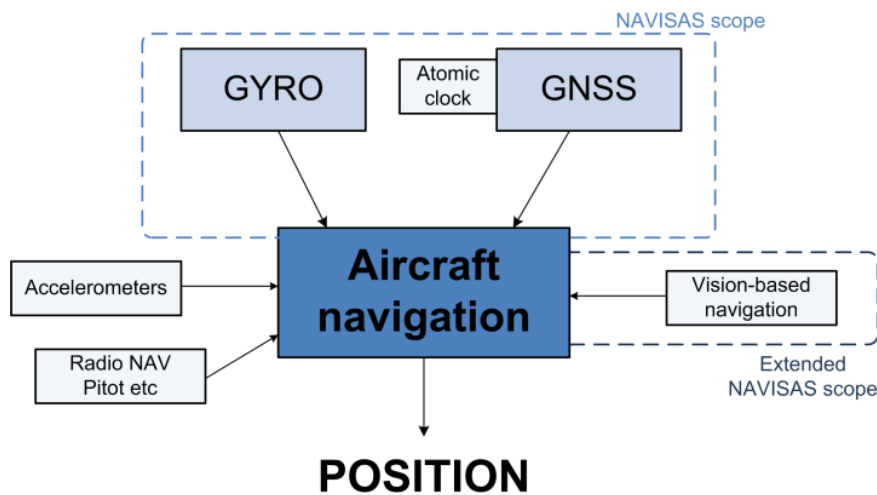 NAVISAS scope
GYRO
Atomic
clock
GNSS
Aircraft
navigation
Accelerometers
Radio NAV
Pitot etc
Vision-based
navigation
Extended
NAVISAS scope
POSITION